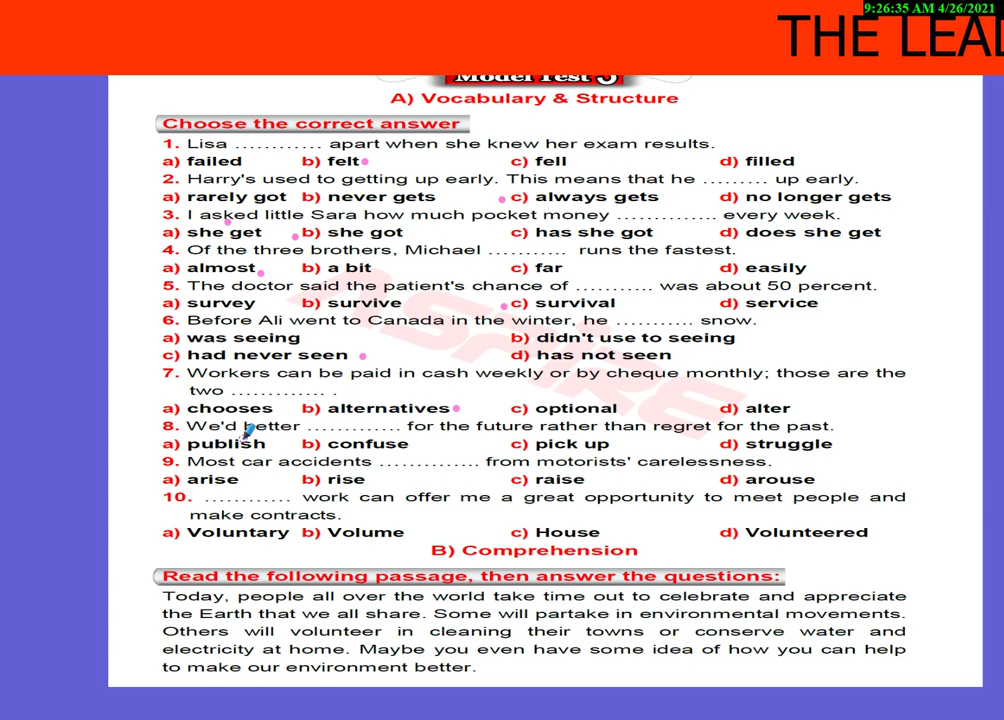 9:26:35 AM 4/26/2021
THE LEA
Model Test 5
A) Vocabulary & Structure
Choose the correct answer
1. Lisa ............ apart when she knew her exam results.
a) failed b) felt c) fell d) filled
2. Harry's used to getting up early. This means that he ......... up early.
a) rarely got b) never gets c) always gets d) no longer gets
3. I asked little Sara how much pocket money .............. every week.
a) she get b) she got c) has she got d) does she get
4. Of the three brothers, Michael ........... runs the fastest.
a) almost b) a bit c) far d) easily
5. The doctor said the patient's chance of ........... was about 50 percent.
a) survey b) survive c) survival d) service
6. Before Ali went to Canada in the winter, he ........... snow.
a) was seeing b) didn't use to seeing
c) had never seen d) has not seen
7. Workers can be paid in cash weekly or by cheque monthly; those are the
two ............ .
a) chooses b) alternatives c) optional d) alter
8. We'd better ............. for the future rather than regret for the past.
a) publish b) confuse c) pick up d) struggle
9. Most car accidents .............. from motorists' carelessness.
a) arise b) rise c) raise d) arouse
10. ............ work can offer me a great opportunity to meet people and
make contracts.
a) Voluntary b) Volume c) House d) Volunteered
B) Comprehension
Read the following passage, then answer the questions:
Today, people all over the world take time out to celebrate and appreciate
the Earth that we all share. Some will partake in environmental movements.
Others will volunteer in cleaning their towns or conserve water and
electricity at home. Maybe you even have some idea of how you can help
to make our environment better.
ASPIRE